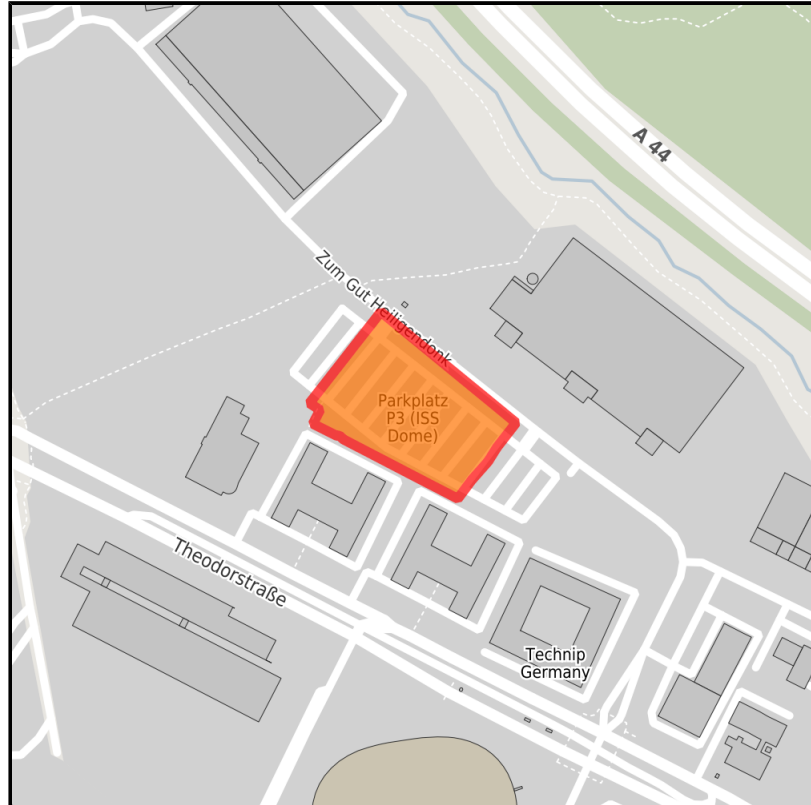 A 44
Zum Gut Heiligendonk
Parkplatz
P3 (ISS
Dome)
Theodorstraße
Technip
Germany